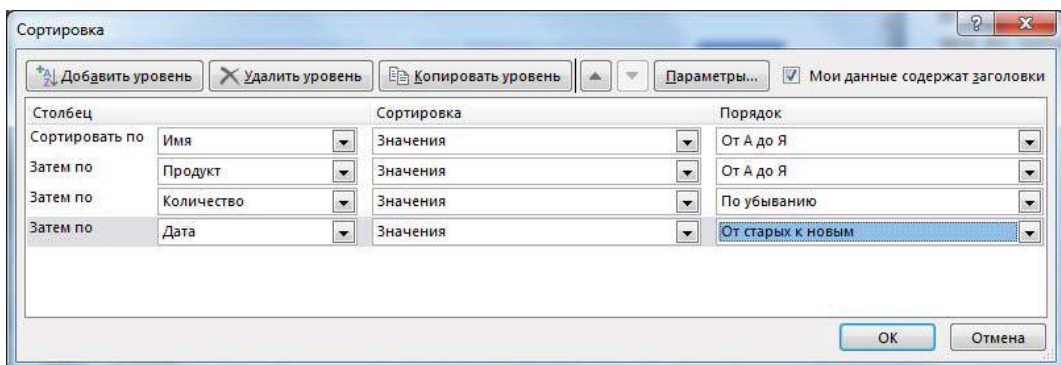 Сортировка
Добавить уровень Удалить уровень Копировать уровень Параметры... Мои данные содержат заголовки
Столбец Сортировка Порядок
Сортировать по Имя Значения От А до Я
Затем по Продукт Значения От А до Я
Затем по Количество Значения По убыванию
Затем по Дата Значения От старых к новым
ОК Отмена